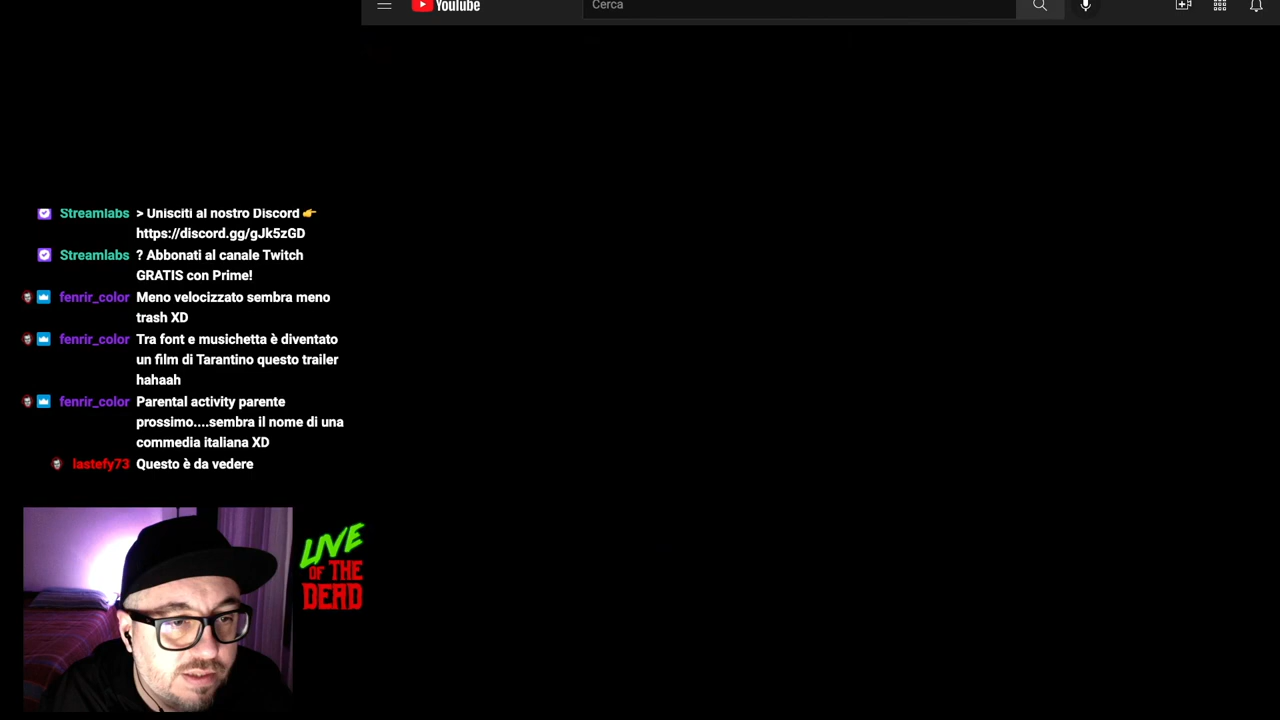 YouTube
Cerca
Streamlabs > Unisciti al nostro Discord 👉
https://discord.gg/gJk5zGD
Streamlabs ? Abbonati al canale Twitch
GRATIS con Prime!
fenrir_color Meno velocizzato sembra meno
trash XD
fenrir_color Tra font e musichetta è diventato
un film di Tarantino questo trailer
hahaah
fenrir_color Parental activity parente
prossimo....sembra il nome di una
commedia italiana XD
lastefy73 Questo è da vedere
LIVE
OF THE
DEAD